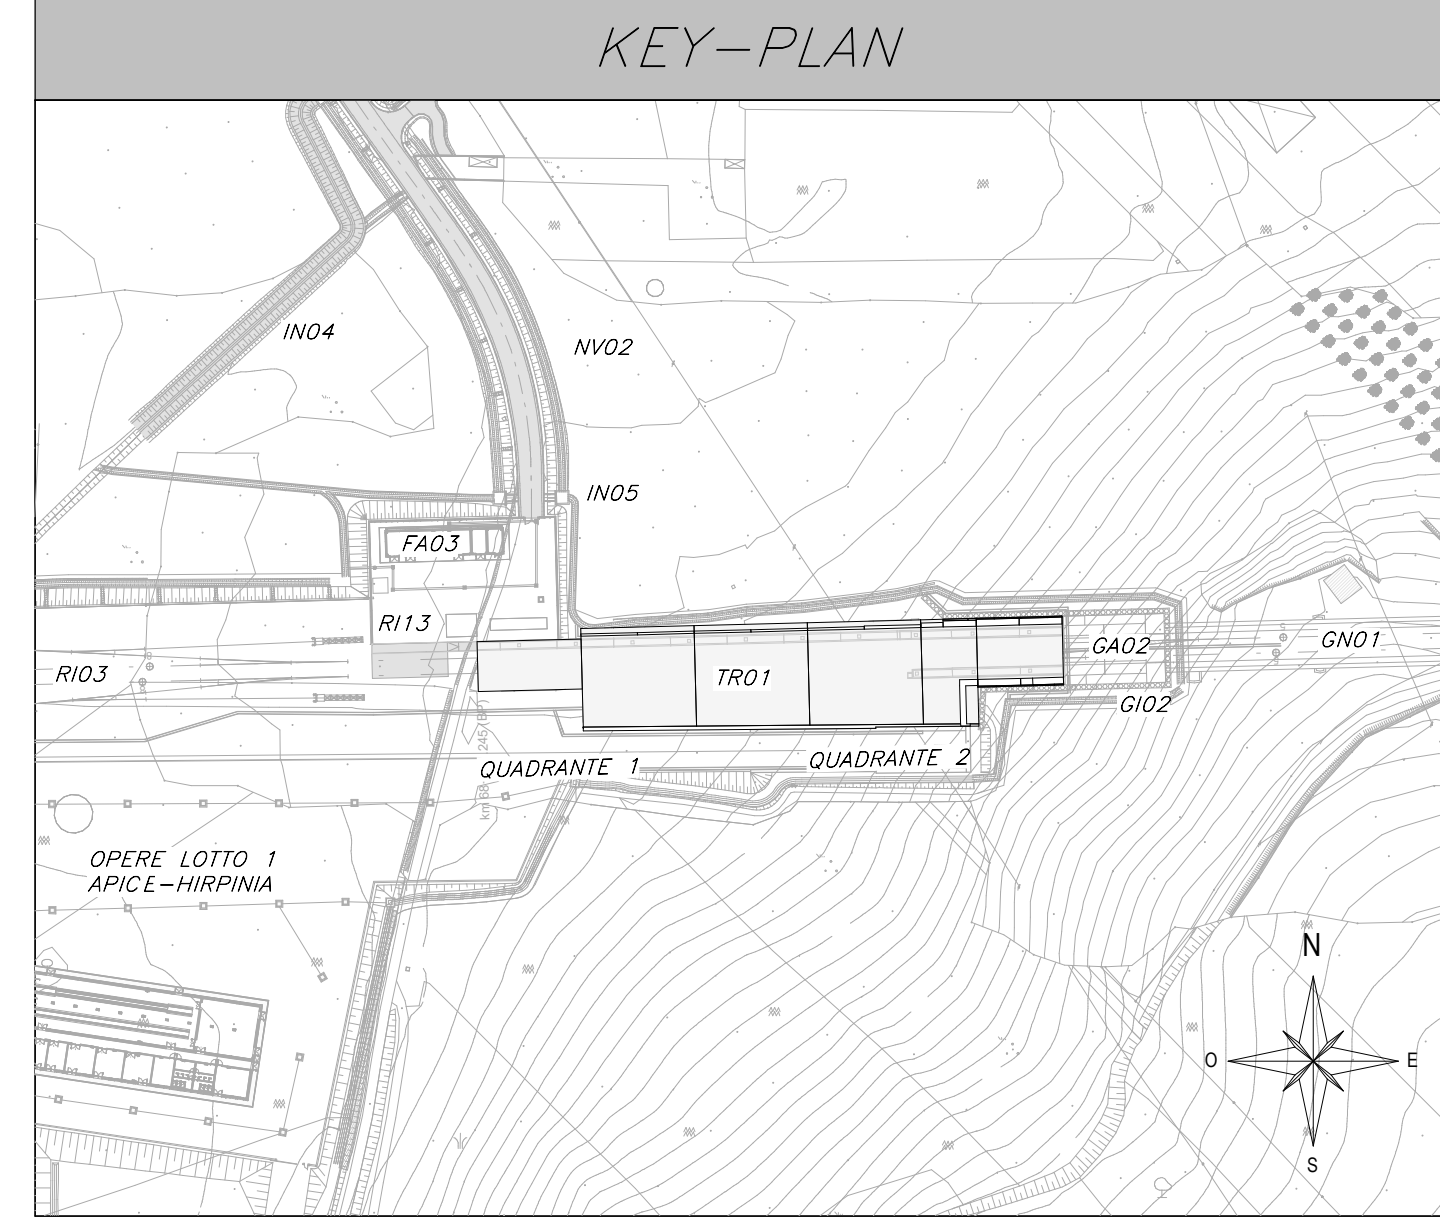 KEY-PLAN
IN04
NV02
IN05
FA03
RI13
GA02
GN01
RI03
TR01
GI02
QUADRANTE 1
QUADRANTE 2
OPERE LOTTO 1
APICE-HIRPINIA
N
O
E
S